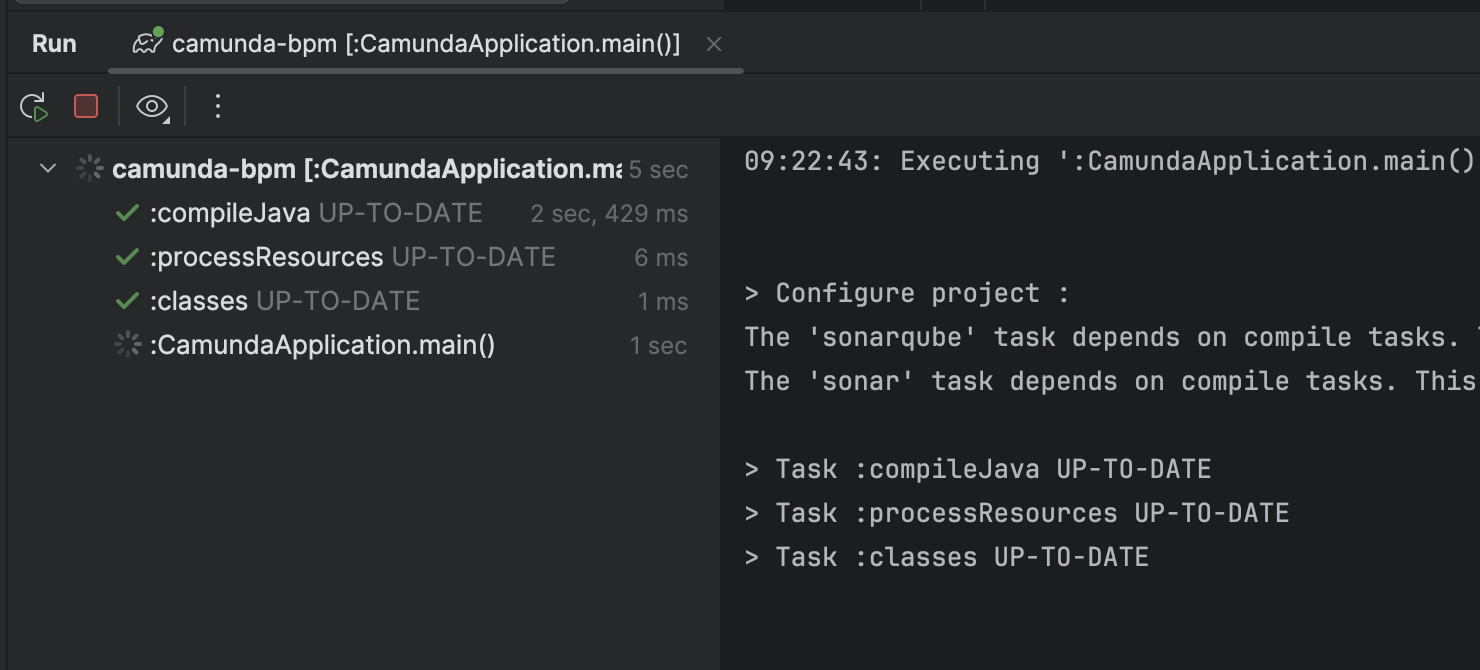 Run camunda-bpm [:CamundaApplication.main()]
camunda-bpm [:CamundaApplication.ma 5 sec
:compileJava UP-TO-DATE 2 sec, 429 ms
:processResources UP-TO-DATE 6 ms
:classes UP-TO-DATE 1 ms
:CamundaApplication.main() 1 sec
09:22:43: Executing ':CamundaApplication.main()
> Configure project :
The 'sonarqube' task depends on compile tasks.
The 'sonar' task depends on compile tasks. This
> Task :compileJava UP-TO-DATE
> Task :processResources UP-TO-DATE
> Task :classes UP-TO-DATE